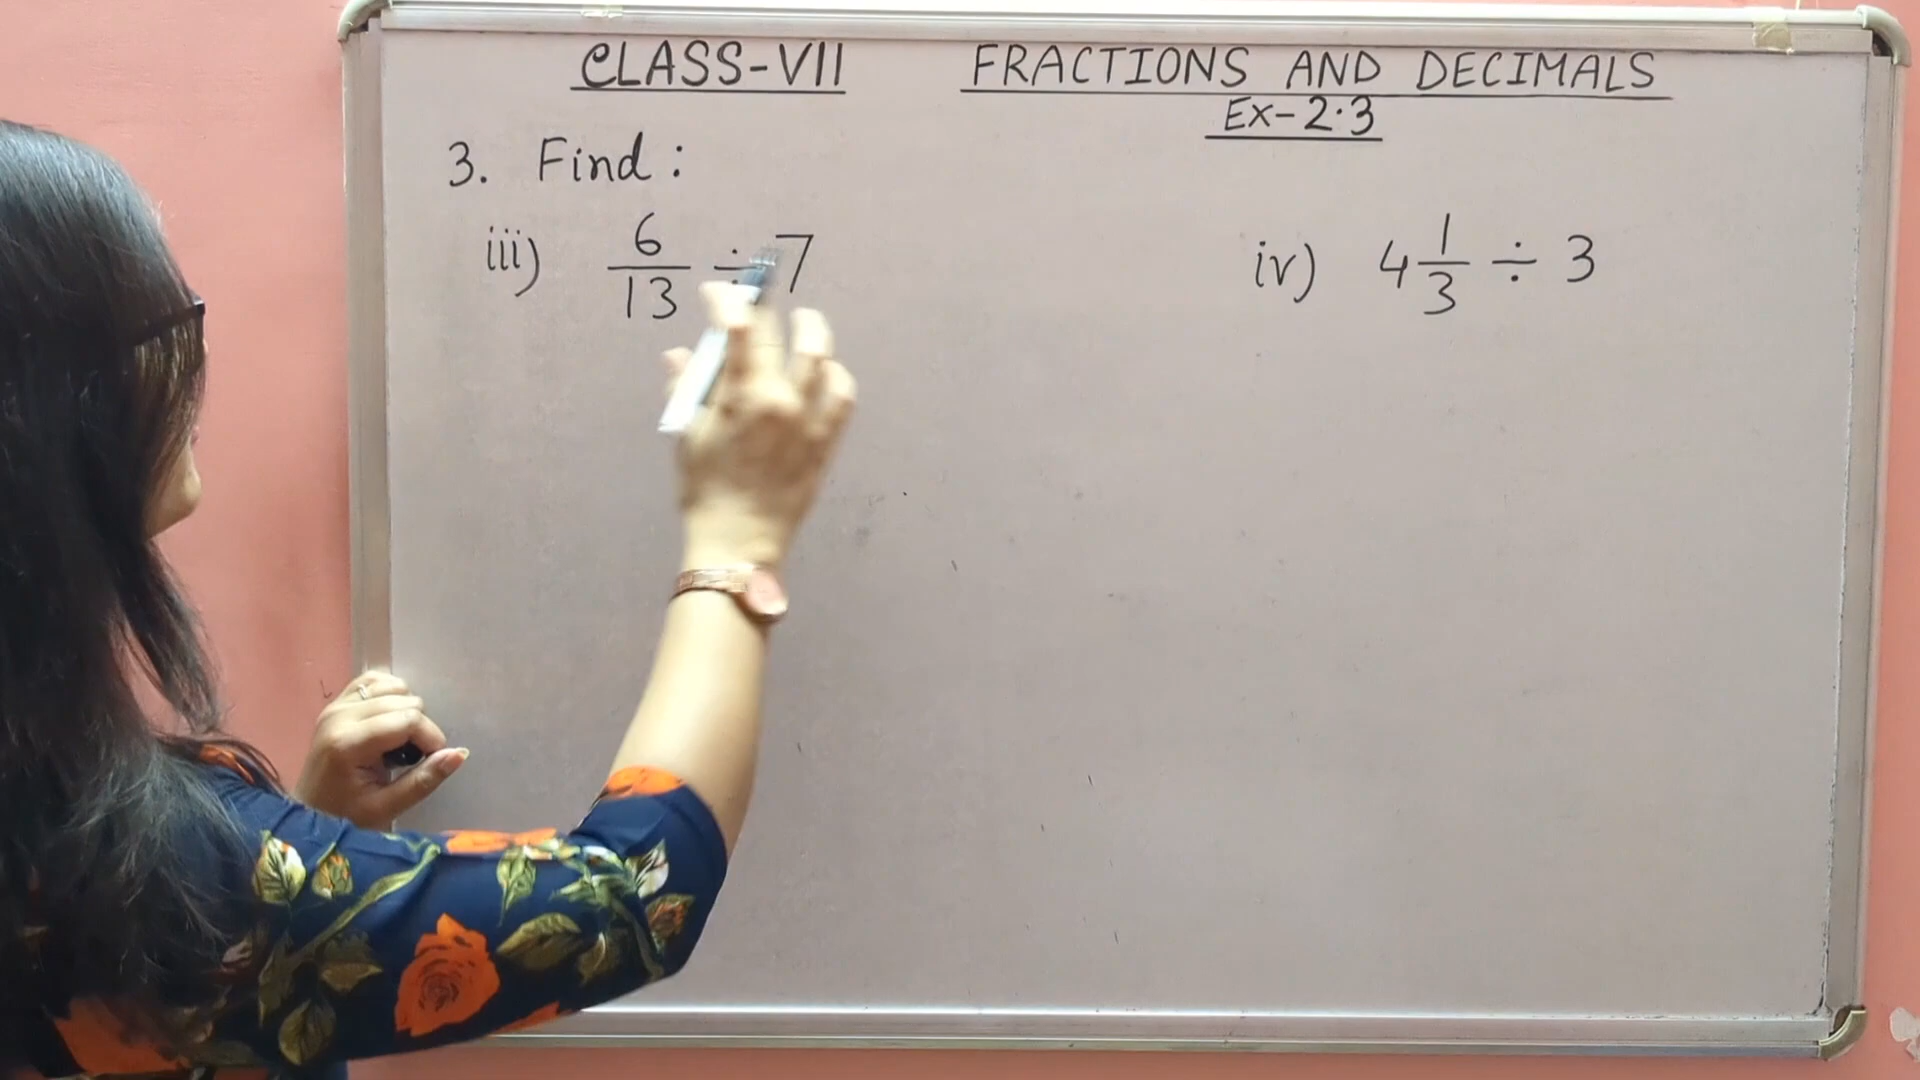 CLASS-VII FRACTIONS AND DECIMALS
Ex-2.3
3. Find :
iii) 6/13 ÷ 7
iv) 4 1/3 ÷ 3